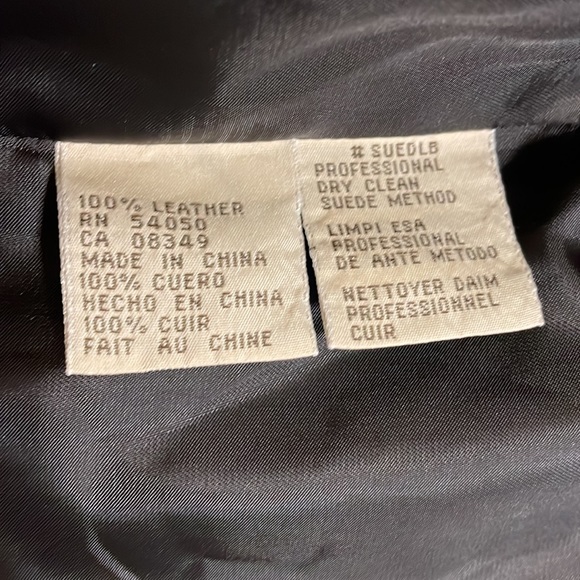 100% LEATHER
RN 54050
CA 08349
MADE IN CHINA
100% CUERO
HECHO EN CHINA
100% CUIR
FAIT AU CHINE
# SUEDLB
PROFESSIONAL
DRY CLEAN
SUEDE METHOD
LIMPI ESA
PROFESSIONAL
DE ANTE METODO
NETTOYER DAIM
PROFESSIONNEL
CUIR